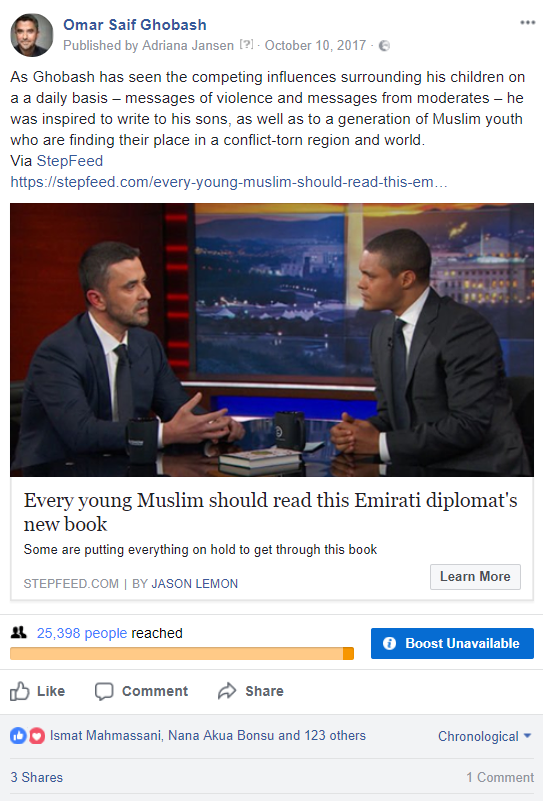 Omar Saif Ghobash
Published by Adriana Jansen [?] · October 10, 2017 ·
As Ghobash has seen the competing influences surrounding his children on
a a daily basis – messages of violence and messages from moderates – he
was inspired to write to his sons, as well as to a generation of Muslim youth
who are finding their place in a conflict-torn region and world.
Via StepFeed
https://stepfeed.com/every-young-muslim-should-read-this-em...
Every young Muslim should read this Emirati diplomat's
new book
Some are putting everything on hold to get through this book
STEPFEED.COM | BY JASON LEMON
Learn More
25,398 people reached
Boost Unavailable
Like Comment Share
Ismat Mahmassani, Nana Akua Bonsu and 123 others
Chronological
3 Shares
1 Comment